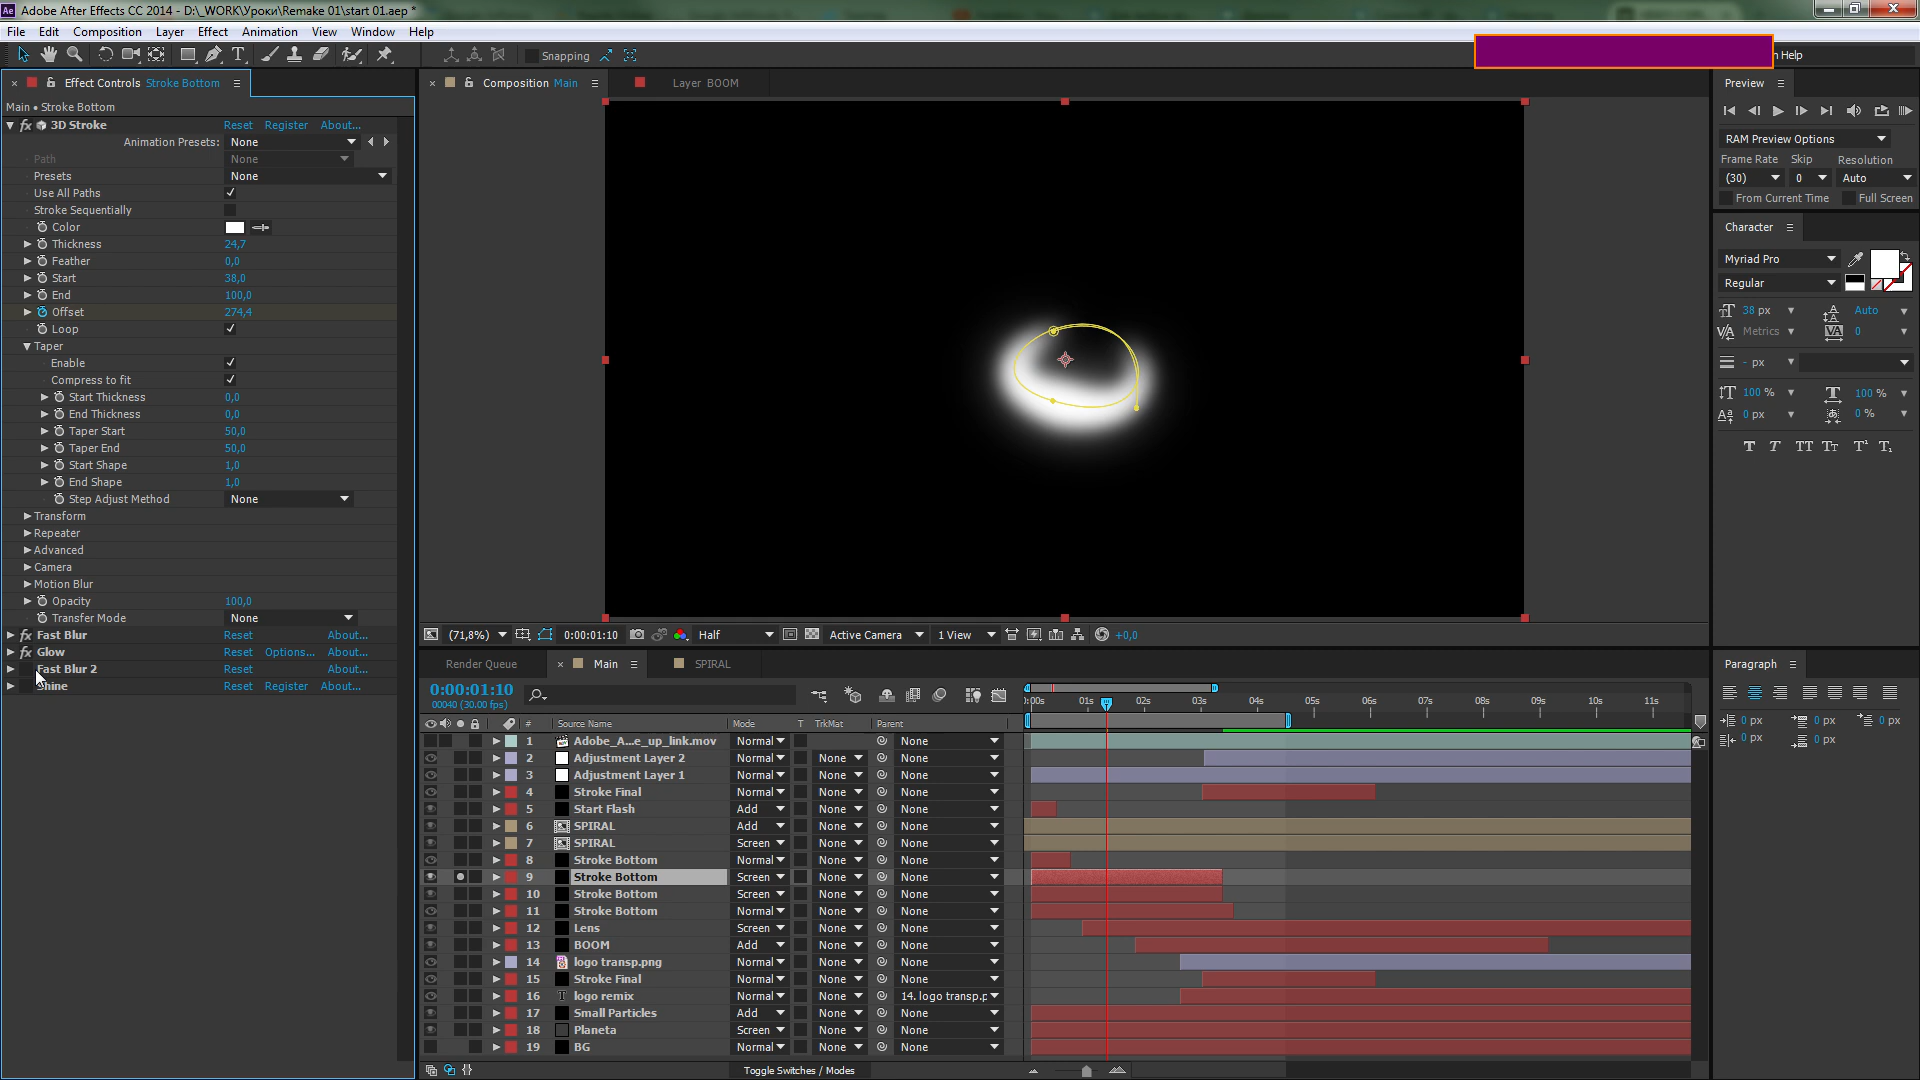 Adobe After Effects CC 2014 - D:\_WORK\Уроки\Remake 01\start 01.aep *
File Edit Composition Layer Effect Animation View Window Help
Snapping
Help
Effect Controls Stroke Bottom
Composition Main
Layer BOOM
Main • Stroke Bottom
3D Stroke Reset Register About...
Animation Presets: None
Path None
Presets None
Use All Paths
Stroke Sequentially
Color
Thickness 24,7
Feather 0,0
Start 38,0
End 100,0
Offset 274,4
Loop
Taper
Enable
Compress to fit
Start Thickness 0,0
End Thickness 0,0
Taper Start 50,0
Taper End 50,0
Start Shape 1,0
End Shape 1,0
Step Adjust Method None
Transform
Repeater
Advanced
Camera
Motion Blur
Opacity 100,0
Transfer Mode None
Fast Blur Reset About...
Glow Reset Options... About...
Fast Blur 2 Reset About...
Shine Reset Register About...
(71,8%) 0:00:01:10 Half Active Camera 1 View +0,0
Preview
RAM Preview Options
Frame Rate Skip Resolution
(30) 0 Auto
From Current Time Full Screen
Character
Myriad Pro
Regular
38 px Auto
Metrics 0
- px
100 % 100 %
0 px 0 %
Paragraph
0 px 0 px 0 px
0 px 0 px
Render Queue Main SPIRAL
0:00:01:10
00040 (30.00 fps)
# Source Name Mode T TrkMat Parent
01s 02s 03s 04s 05s 06s 07s 08s 09s 10s 11s
1 Adobe_A...e_up_link.mov Normal None
2 Adjustment Layer 2 Normal None None
3 Adjustment Layer 1 Normal None None
4 Stroke Final Normal None None
5 Start Flash Add None None
6 SPIRAL Add None None
7 SPIRAL Screen None None
8 Stroke Bottom Normal None None
9 Stroke Bottom Screen None None
10 Stroke Bottom Screen None None
11 Stroke Bottom Normal None None
12 Lens Screen None None
13 BOOM Add None None
14 logo transp.png Normal None None
15 Stroke Final Normal None None
16 logo remix Normal None 14. logo transp.p
17 Small Particles Add None None
18 Planeta Screen None None
19 BG Normal None None
Toggle Switches / Modes